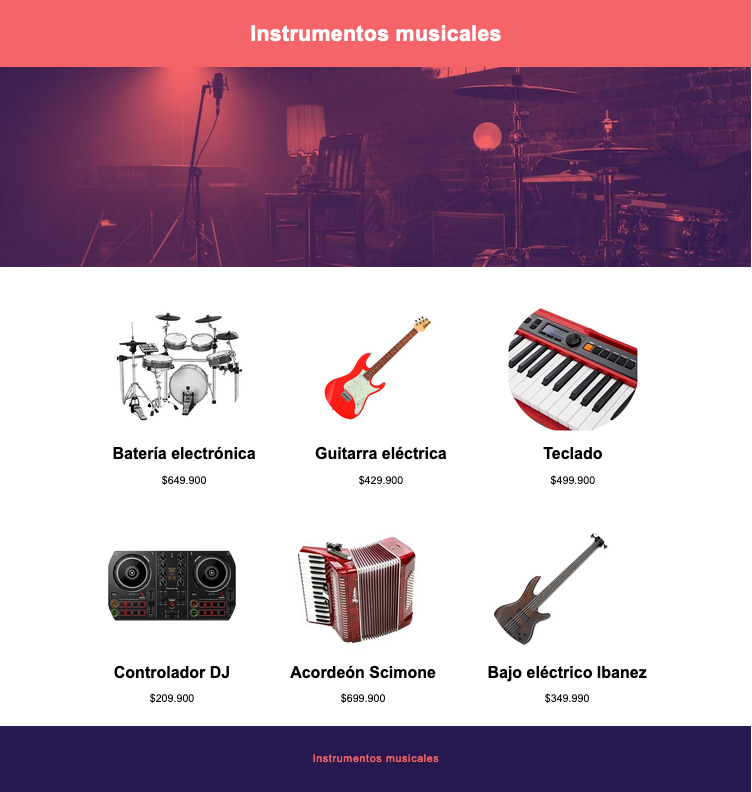 Instrumentos musicales
Batería electrónica
$649.900
Guitarra eléctrica
$429.900
Teclado
$499.900
Controlador DJ
$209.900
Acordeón Scimone
$699.900
Bajo eléctrico Ibanez
$349.990
Instrumentos musicales